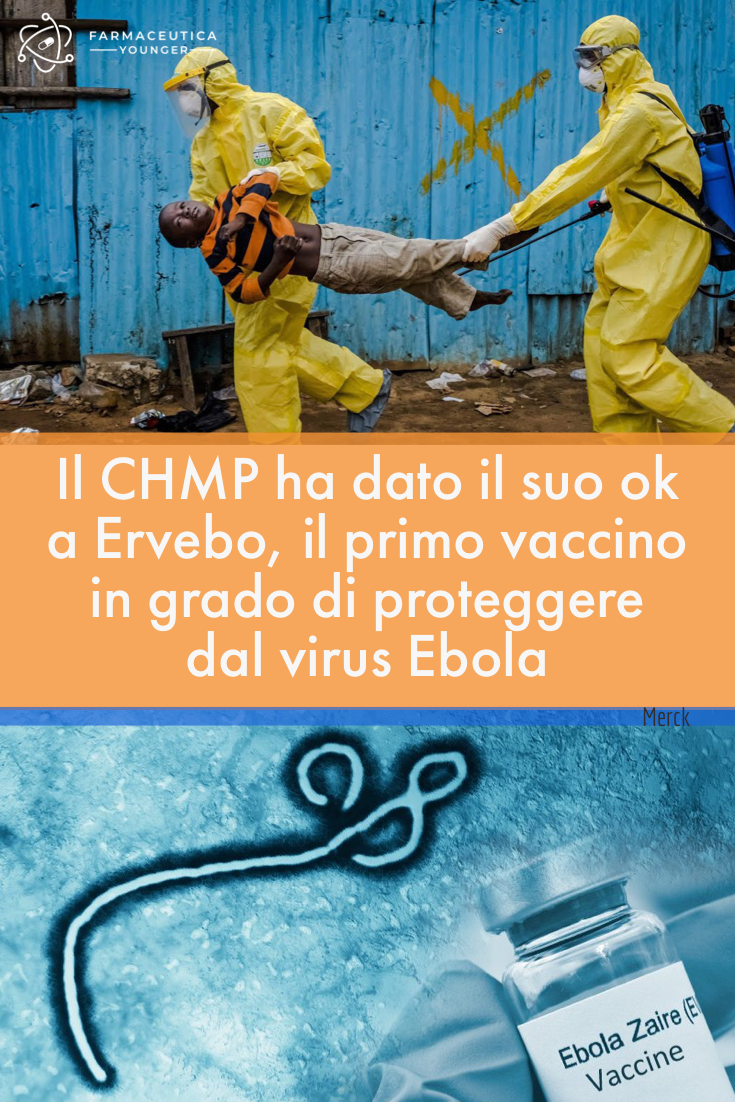 FARMACEUTICA
YOUNGER
Il CHMP ha dato il suo ok
a Ervebo, il primo vaccino
in grado di proteggere
dal virus Ebola
Merck
Ebola Zaire (E
Vaccine